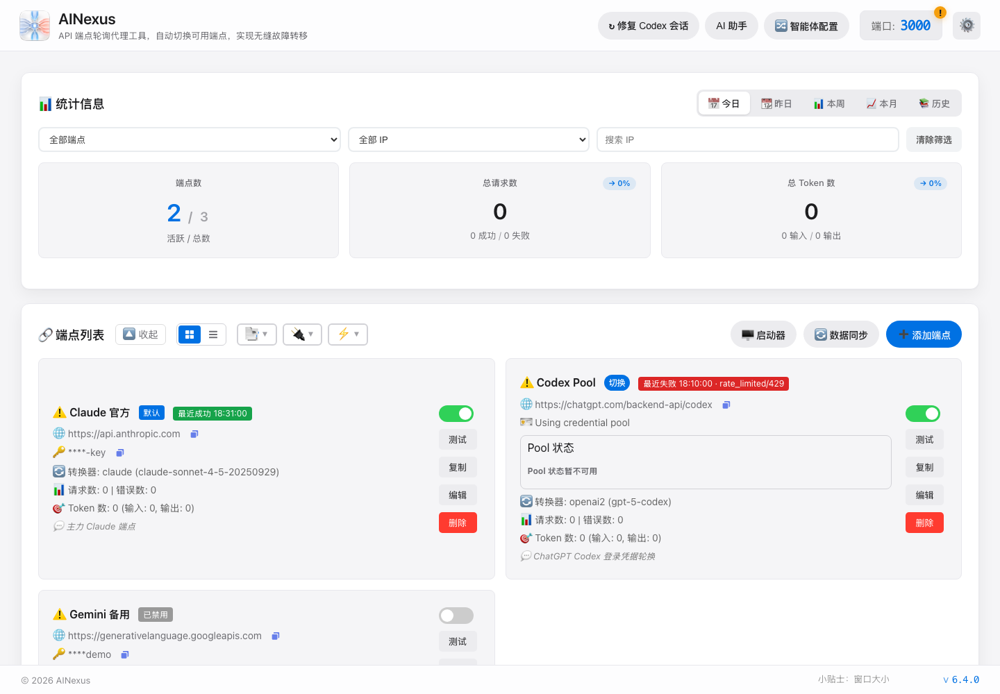 AINexus
API 端点轮询代理工具，自动切换可用端点，实现无缝故障转移
↻ 修复 Codex 会话
AI 助手
智能体配置
端口: 3000
!
统计信息
今日
昨日
本周
本月
历史
全部端点
全部 IP
搜索 IP
清除筛选
端点数
2 / 3
活跃 / 总数
总请求数
→ 0%
0
0 成功 / 0 失败
总 Token 数
→ 0%
0
0 输入 / 0 输出
端点列表
收起
启动器
数据同步
添加端点
Claude 官方
默认
最近成功 18:31:00
https://api.anthropic.com
****-key
转换器: claude (claude-sonnet-4-5-20250929)
请求数: 0 | 错误数: 0
Token 数: 0 (输入: 0, 输出: 0)
主力 Claude 端点
测试
复制
编辑
删除
Codex Pool
切换
最近失败 18:10:00 · rate_limited/429
https://chatgpt.com/backend-api/codex
Using credential pool
Pool 状态
Pool 状态暂不可用
转换器: openai2 (gpt-5-codex)
请求数: 0 | 错误数: 0
Token 数: 0 (输入: 0, 输出: 0)
ChatGPT Codex 登录凭据轮换
测试
复制
编辑
删除
Gemini 备用
已禁用
https://generativelanguage.googleapis.com
****demo
测试
© 2026 AINexus
小贴士：窗口大小
v 6.4.0